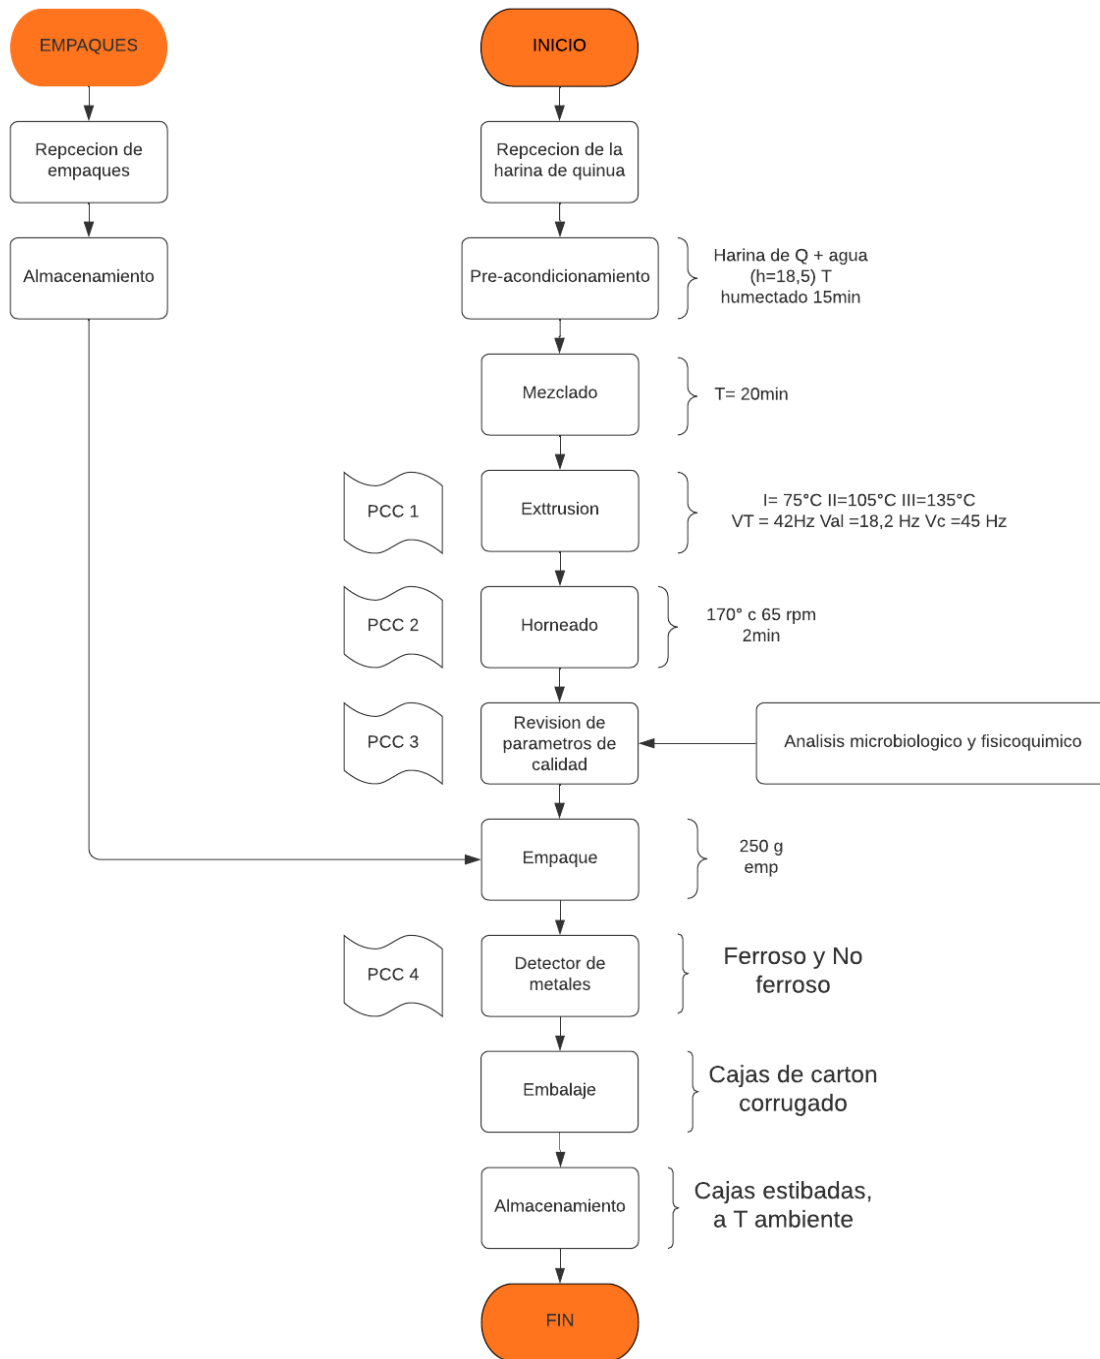 EMPAQUES
INICIO
Repcecion de
empaques
Repcecion de la
harina de quinua
Almacenamiento
Pre-acondicionamiento
Harina de Q + agua
(h=18,5) T
humectado 15min
Mezclado
T= 20min
PCC 1
Exttrusion
I= 75°C II=105°C III=135°C
VT = 42Hz Val =18,2 Hz Vc =45 Hz
PCC 2
Horneado
170° c 65 rpm
2min
PCC 3
Revision de
parametros de
calidad
Analisis microbiologico y fisicoquimico
Empaque
250 g
emp
PCC 4
Detector de
metales
Ferroso y No
ferroso
Embalaje
Cajas de carton
corrugado
Almacenamiento
Cajas estibadas,
a T ambiente
FIN